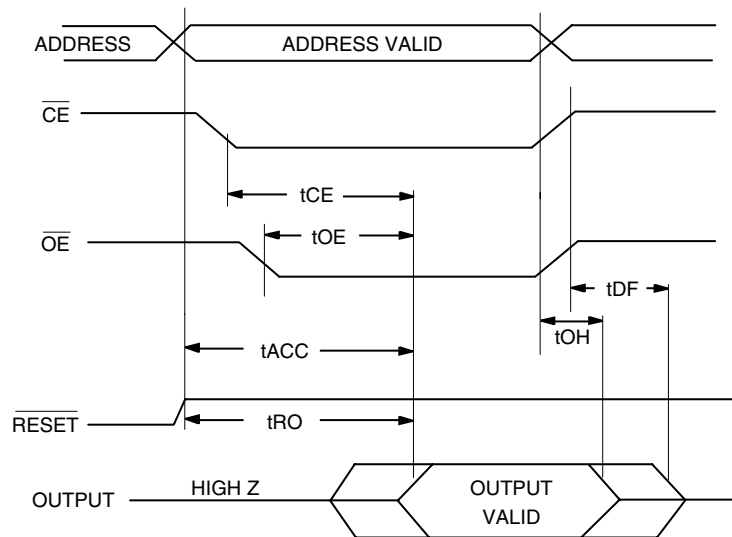 ADDRESS
ADDRESS VALID
CE
tCE
tOE
OE
tDF
tOH
tACC
RESET
tRO
OUTPUT
HIGH Z
OUTPUT
VALID